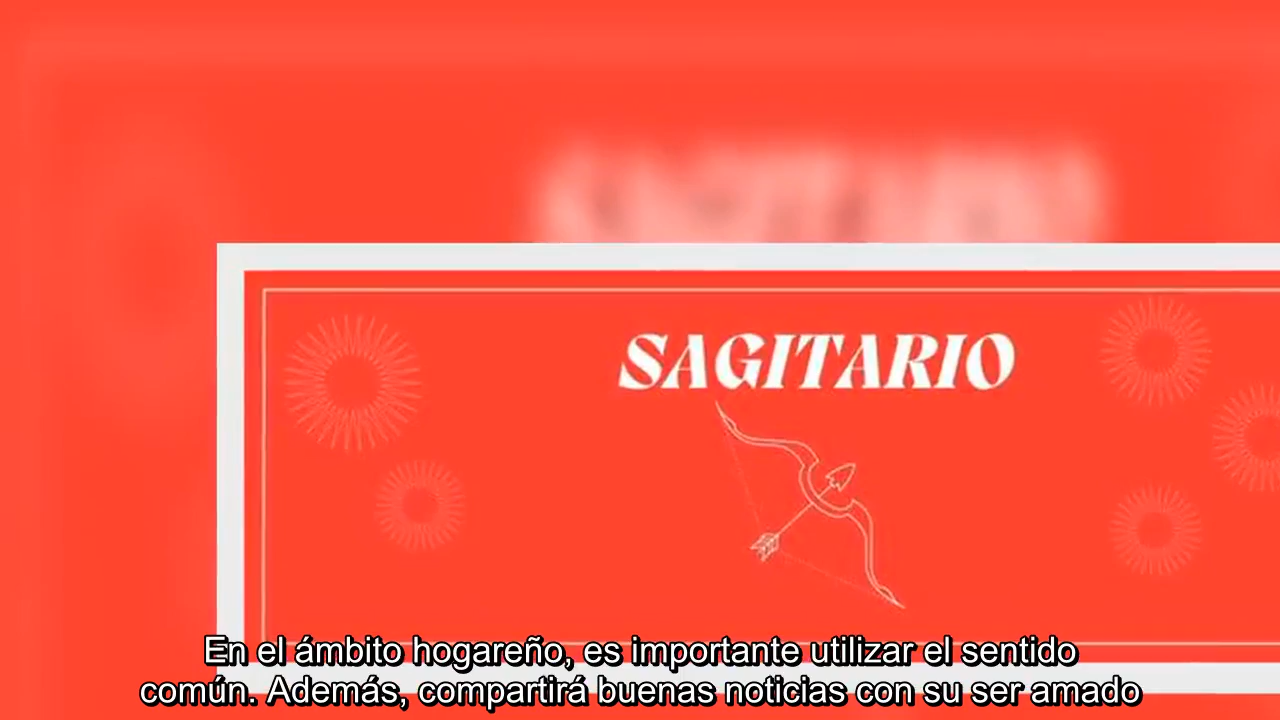 SAGITARIO
En el ámbito hogareño, es importante utilizar el sentido
común. Además, compartirá buenas noticias con su ser amado